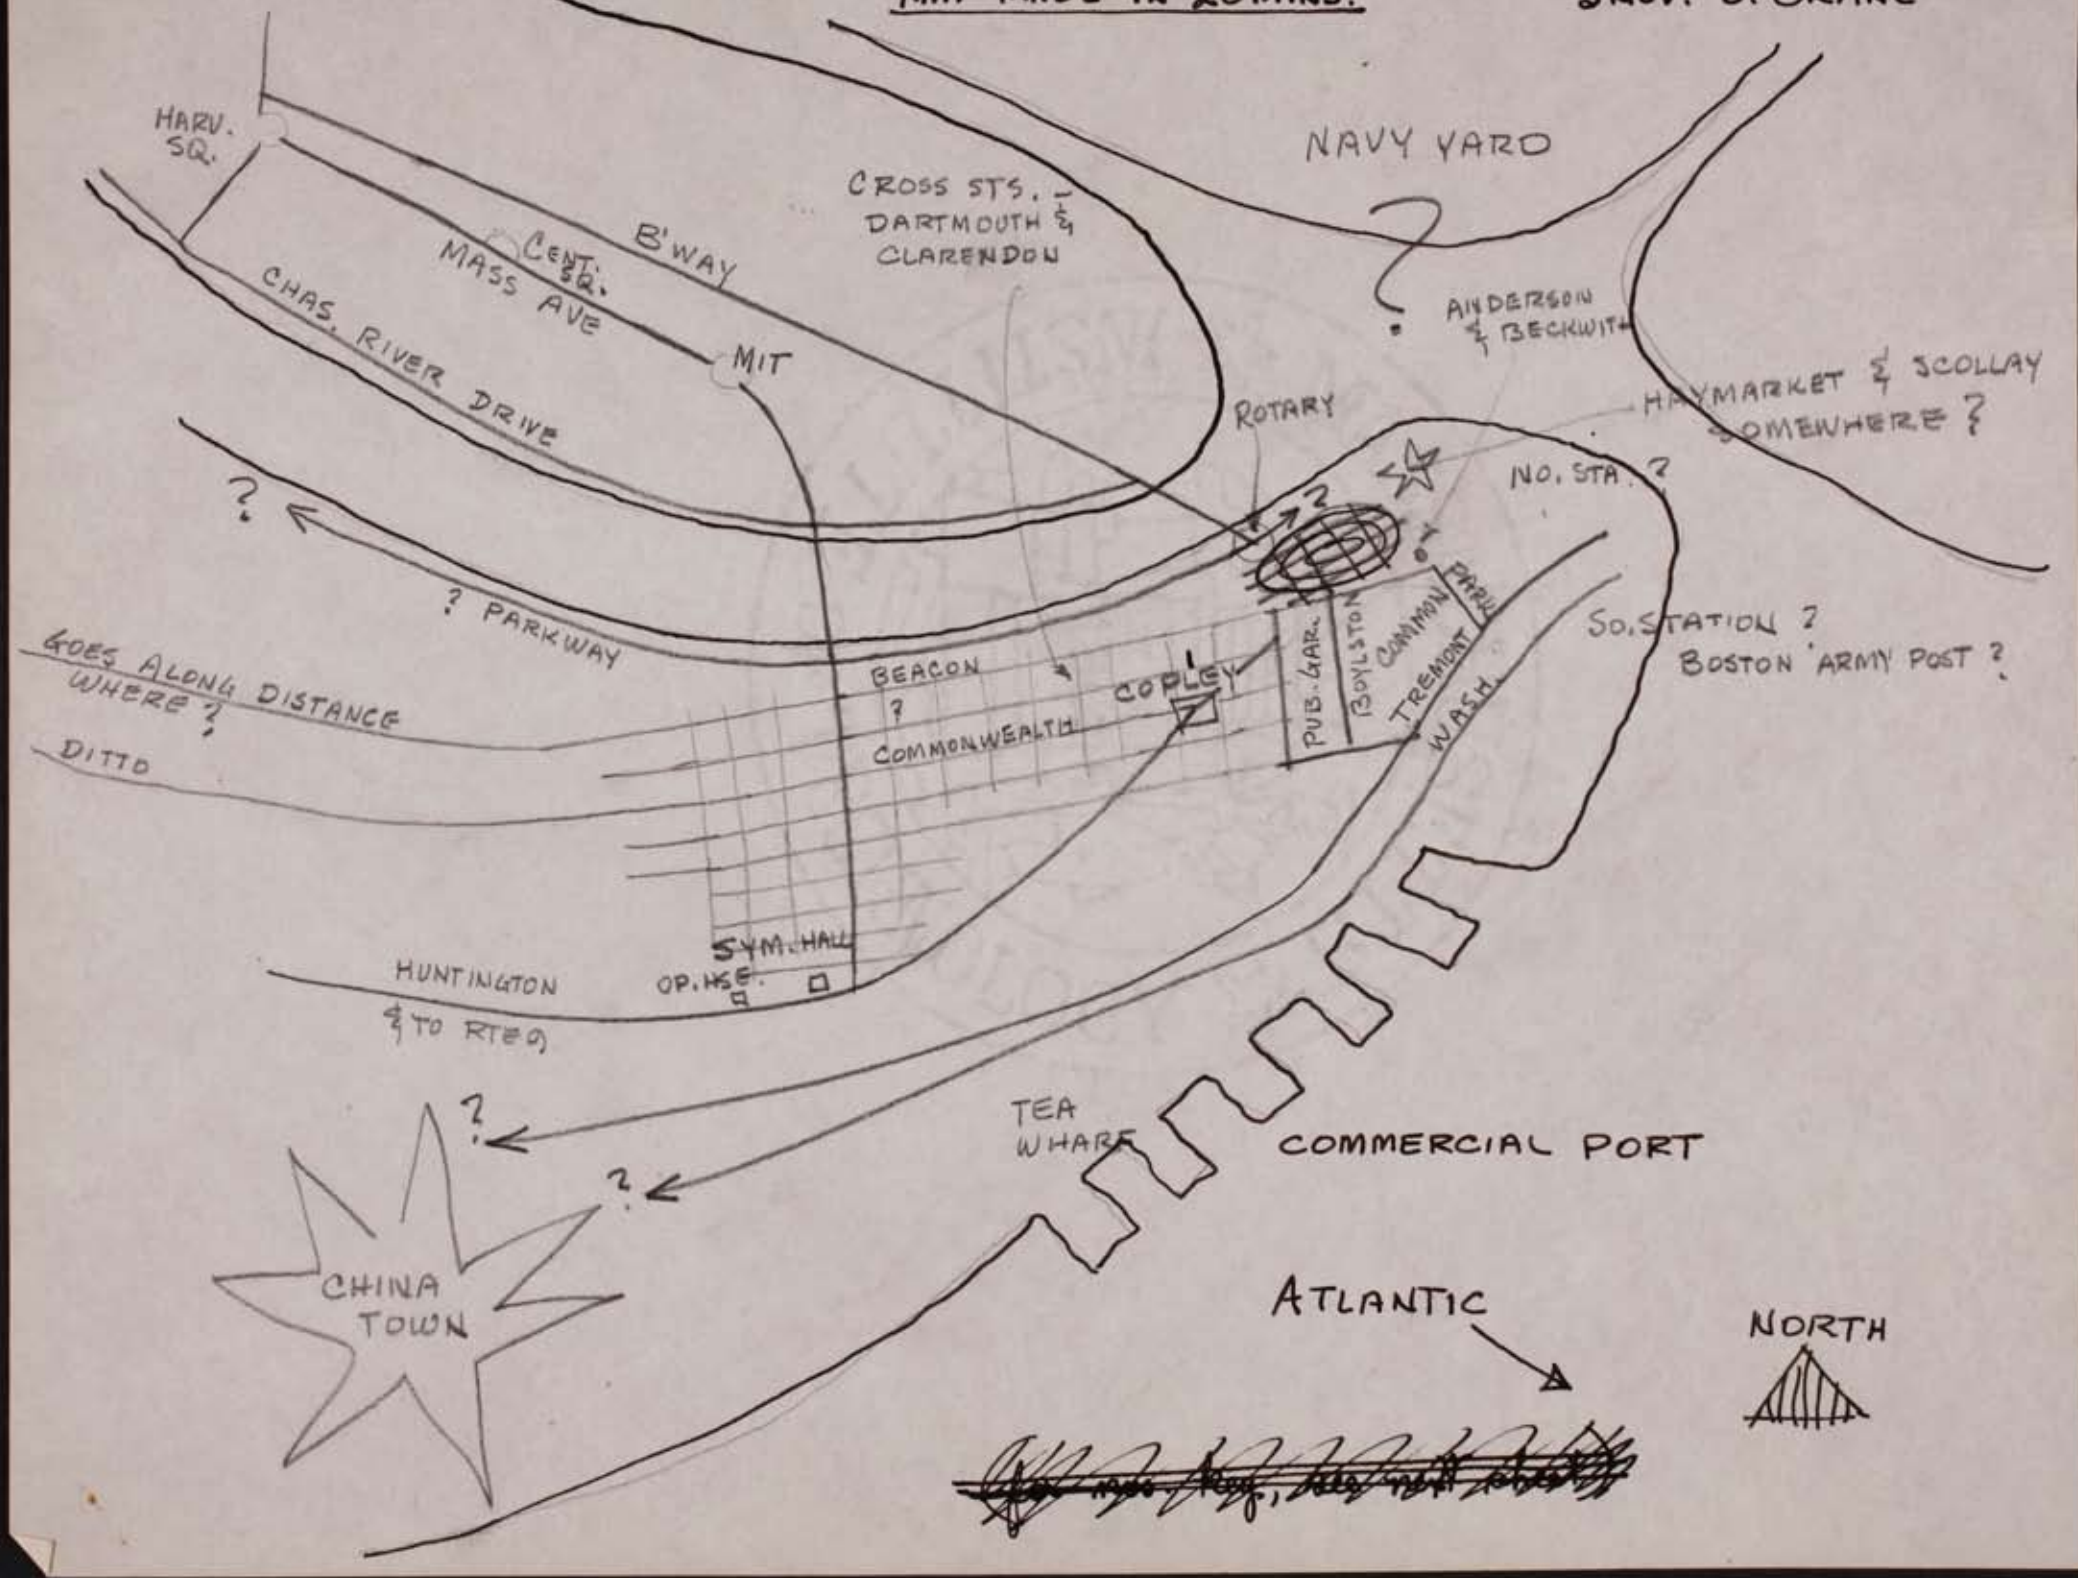 NAVY YARD
?
HARV.
SQ.
CROSS STS. –
DARTMOUTH &
CLARENDON
B'WAY
CENT.
SQ.
MASS AVE
CHAS. RIVER DRIVE
MIT
ANDERSON
& BECKWITH
ROTARY
HAYMARKET & SCOLLAY
SOMEWHERE ?
NO. STA. ?
?
?
? PARKWAY
PARK
COMMON
BOYLSTON
PUB. GAR.
TREMONT
WASH.
SO. STATION ?
BOSTON ARMY POST ?
GOES ALONG DISTANCE
WHERE ?
DITTO
BEACON
?
COMMONWEALTH
COPLEY
SYM. HALL
OP. HSE.
HUNTINGTON
& TO RTE 9
?
?
TEA
WHARF
COMMERCIAL PORT
CHINA
TOWN
ATLANTIC
NORTH